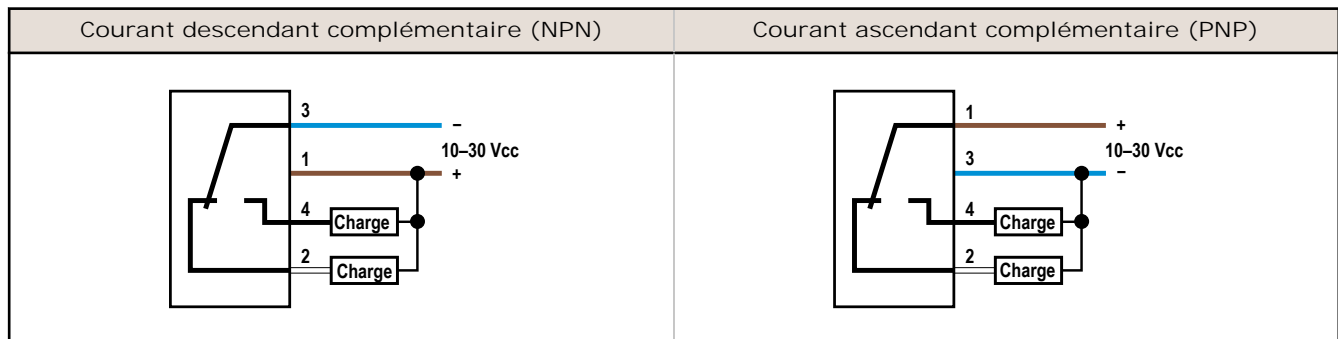 Courant descendant complémentaire (NPN)
Courant ascendant complémentaire (PNP)
3
–
10–30 Vcc
1
+
4
Charge
2
Charge
1
+
10–30 Vcc
3
–
4
Charge
2
Charge